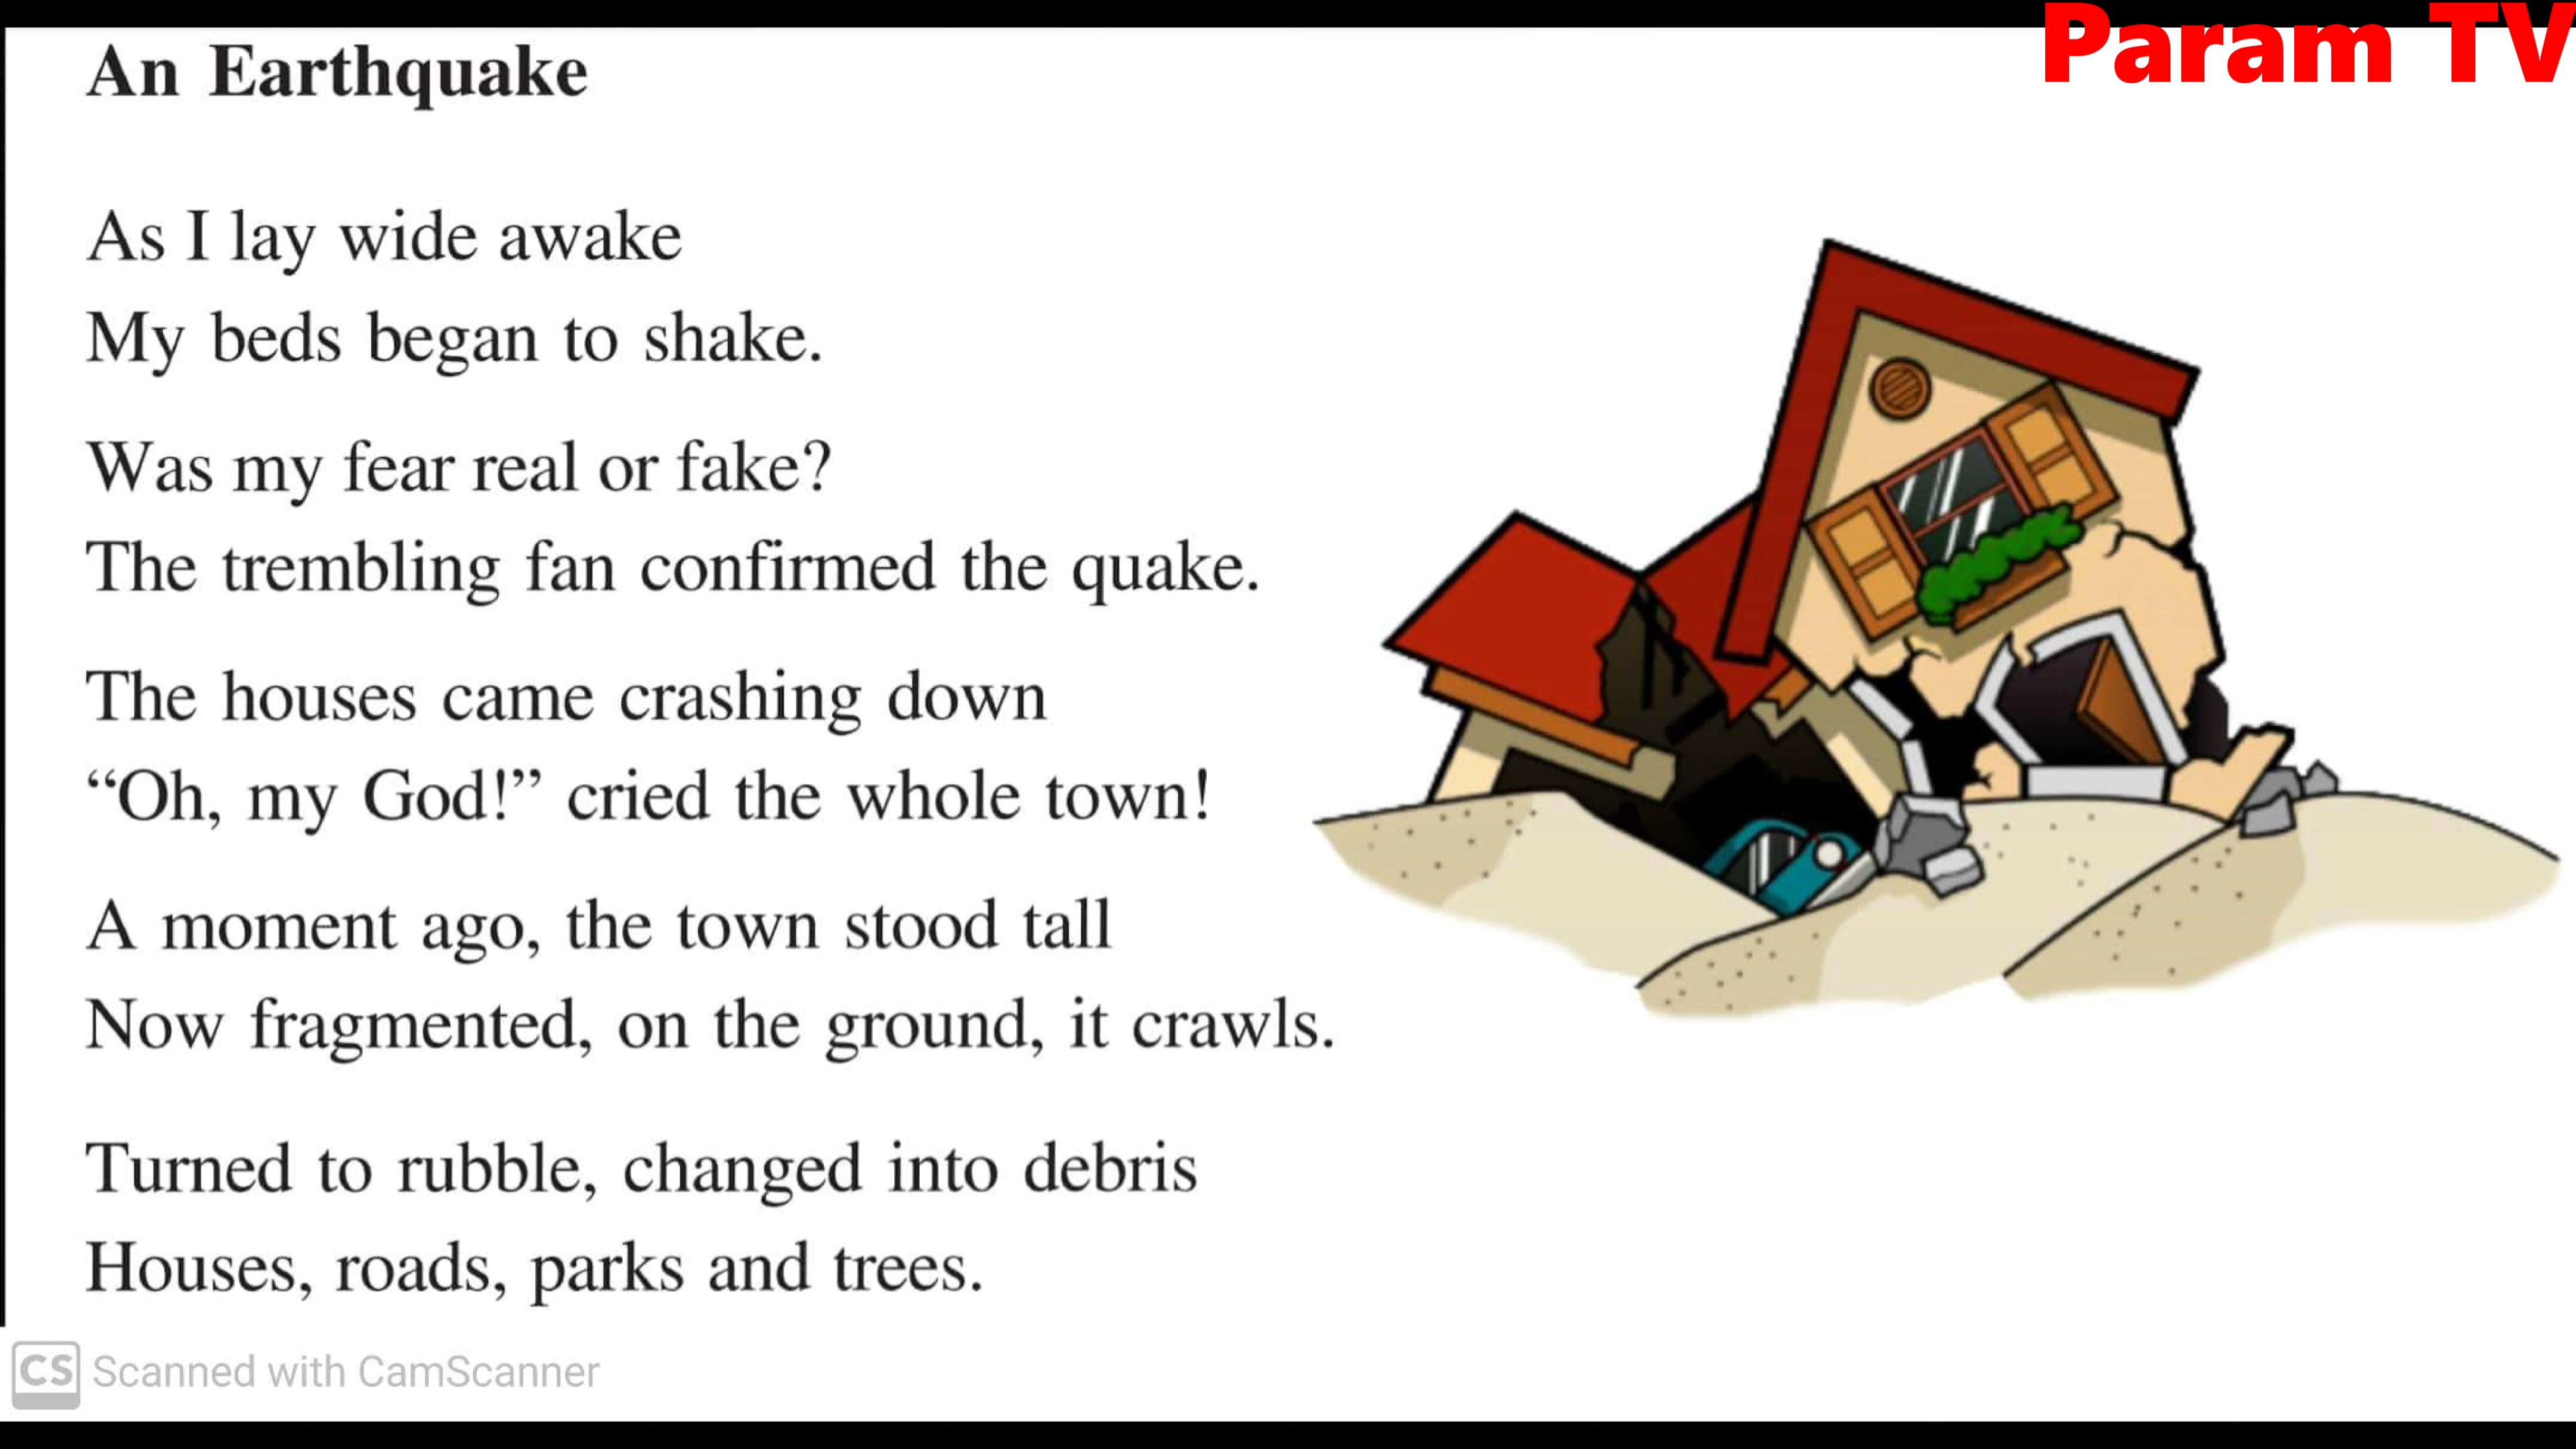 Param TV
An Earthquake
As I lay wide awake
My beds began to shake.
Was my fear real or fake?
The trembling fan confirmed the quake.
The houses came crashing down
“Oh, my God!” cried the whole town!
A moment ago, the town stood tall
Now fragmented, on the ground, it crawls.
Turned to rubble, changed into debris
Houses, roads, parks and trees.
CS Scanned with CamScanner